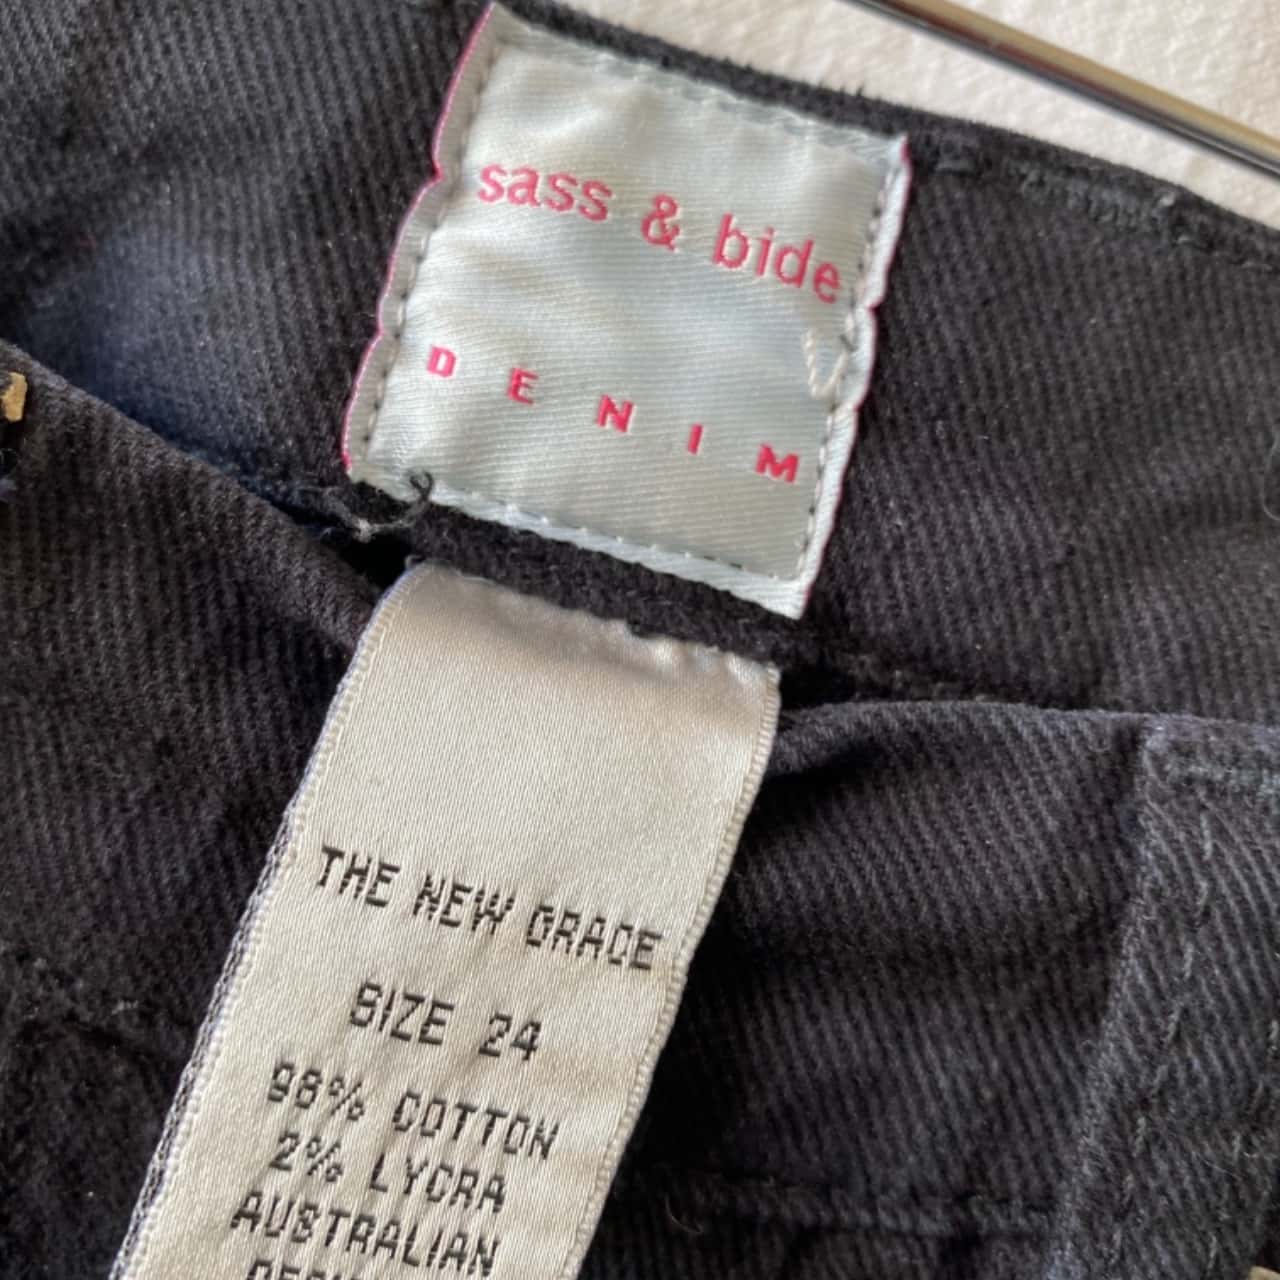 sass & bide
DENIM
THE NEW GRACE
SIZE 24
98% COTTON
2% LYCRA
AUSTRALIAN